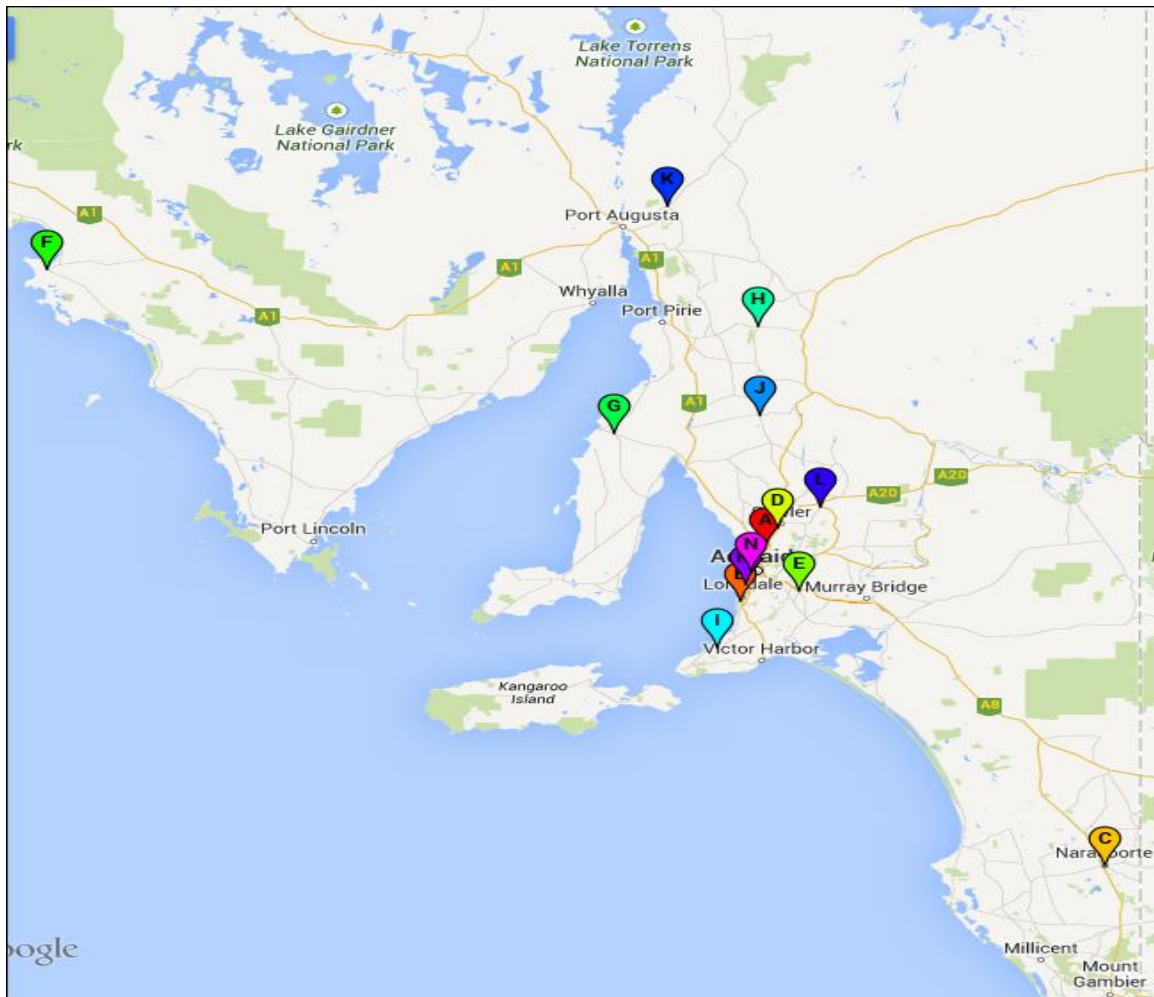 Lake Torrens
National Park
Lake Gairdner
National Park
rk
K
Port Augusta
A1
F
A1
A1
Whyalla
H
Port Pirie
A1
J
A1
G
L
A20
A20
D
ler
A
N
Port Lincoln
E
Murray Bridge
I
Victor Harbor
Kangaroo
Island
A8
C
Millicent
Mount
Gambier
oogle